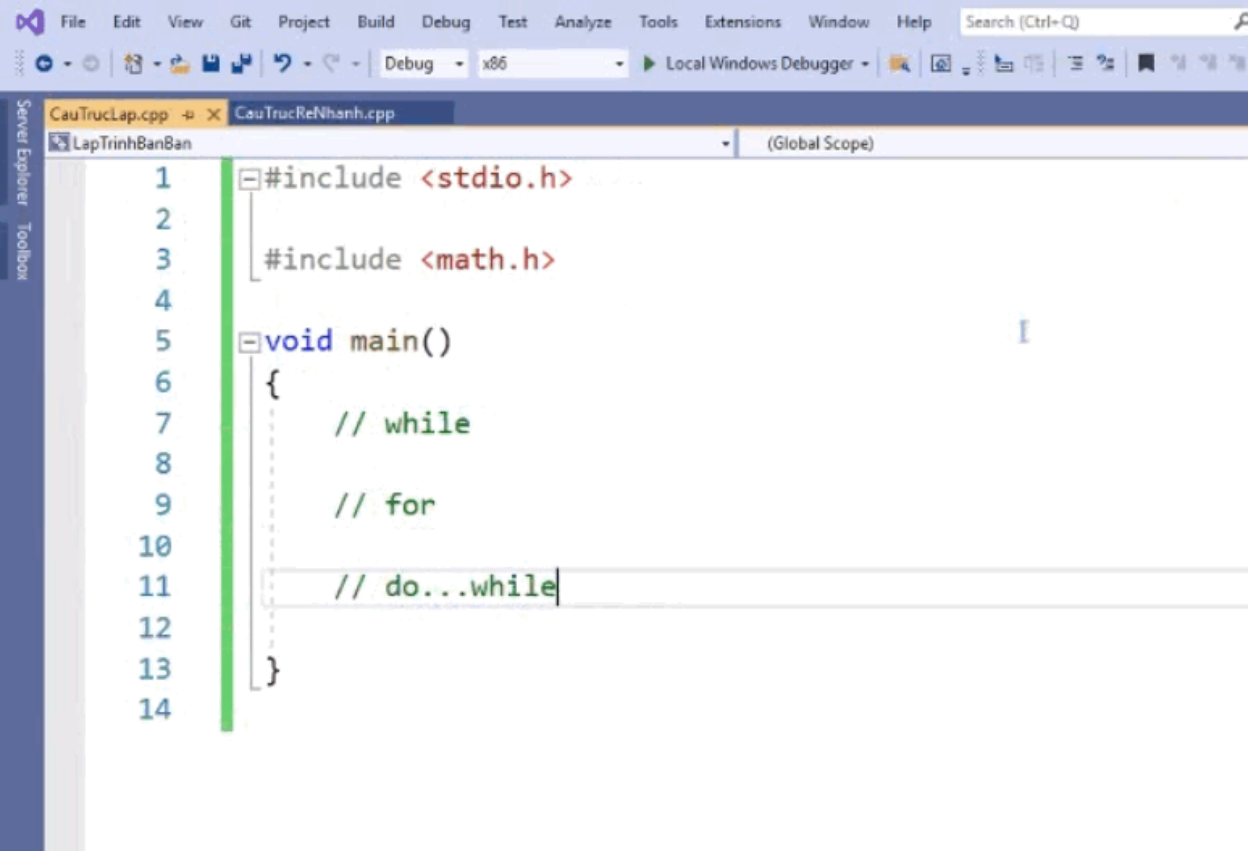 File Edit View Git Project Build Debug Test Analyze Tools Extensions Window Help Search (Ctrl+Q)
Debug x86 Local Windows Debugger
CauTrucLap.cpp CauTrucReNhanh.cpp
LapTrinhBanBan (Global Scope)
Server Explorer
Toolbox
1 #include <stdio.h>
2
3 #include <math.h>
4
5 void main()
6 {
7 // while
8
9 // for
10
11 // do...while
12
13 }
14